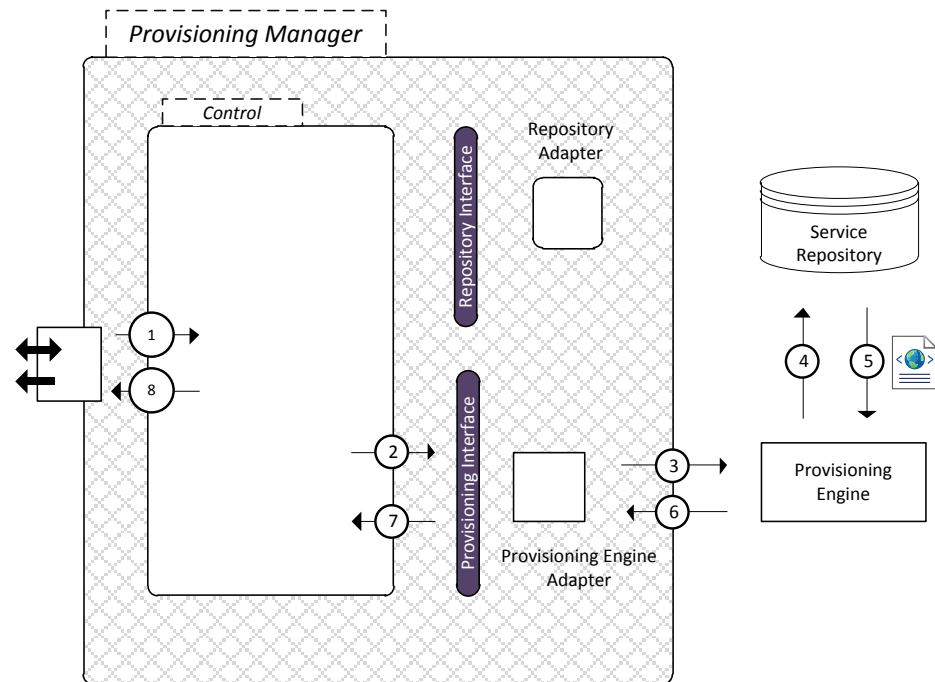 Provisioning Manager
Control
Repository Interface
Repository
Adapter
Service
Repository
1
8
4
5
2
7
Provisioning Interface
3
6
Provisioning
Engine
Provisioning Engine
Adapter